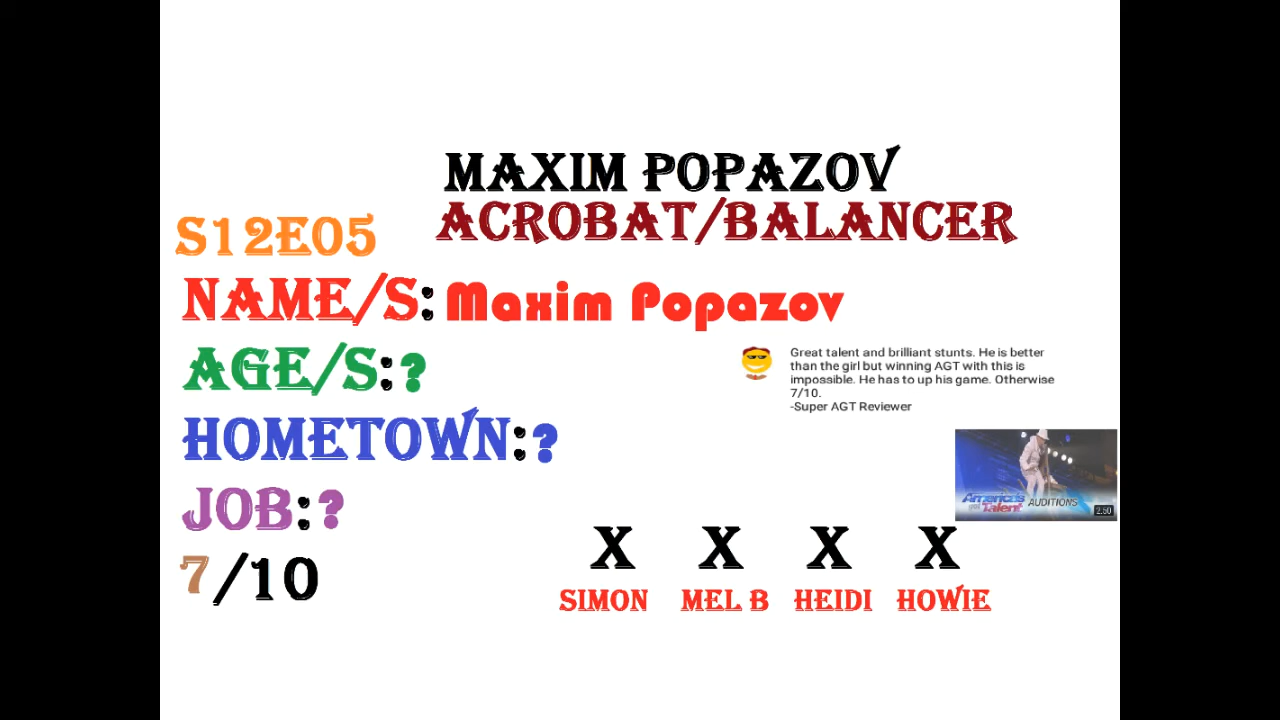 MAXIM POPAZOV
ACROBAT/BALANCER
S12E05
NAME/S: Maxim Popazov
AGE/S:?
HOMETOWN:?
JOB:?
7/10
Great talent and brilliant stunts. He is better
than the girl but winning AGT with this is
impossible. He has to up his game. Otherwise
7/10.
-Super AGT Reviewer
America's
Got Talent AUDITIONS
2:50
X X X X
SIMON MEL B HEIDI HOWIE